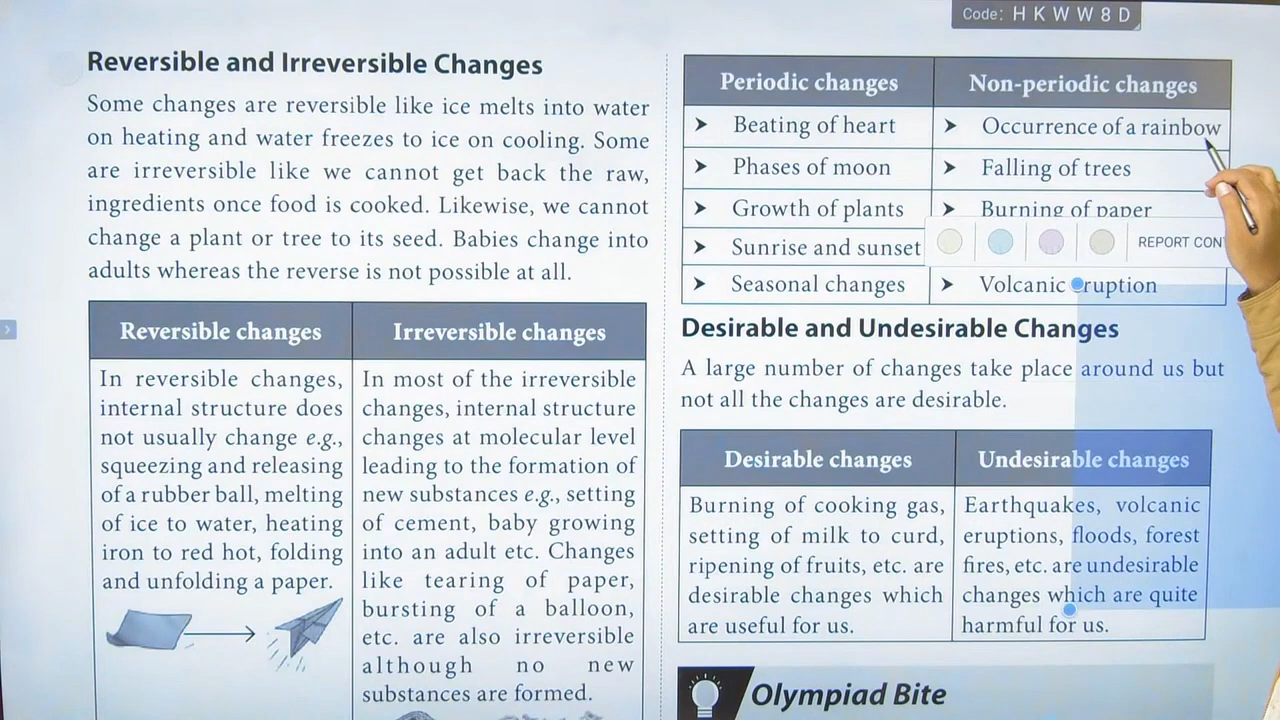 Code: H K W W 8 D
Reversible and Irreversible Changes
Some changes are reversible like ice melts into water
on heating and water freezes to ice on cooling. Some
are irreversible like we cannot get back the raw,
ingredients once food is cooked. Likewise, we cannot
change a plant or tree to its seed. Babies change into
adults whereas the reverse is not possible at all.
Reversible changes
In reversible changes,
internal structure does
not usually change e.g.,
squeezing and releasing
of a rubber ball, melting
of ice to water, heating
iron to red hot, folding
and unfolding a paper.
Irreversible changes
In most of the irreversible
changes, internal structure
changes at molecular level
leading to the formation of
new substances e.g., setting
of cement, baby growing
into an adult etc. Changes
like tearing of paper,
bursting of a balloon,
etc. are also irreversible
although no new
substances are formed.
Periodic changes Non-periodic changes
➤ Beating of heart ➤ Occurrence of a rainbow
➤ Phases of moon ➤ Falling of trees
➤ Growth of plants ➤ Burning of paper
➤ Sunrise and sunset
REPORT CON
➤ Seasonal changes ➤ Volcanic eruption
Desirable and Undesirable Changes
A large number of changes take place around us but
not all the changes are desirable.
Desirable changes
Burning of cooking gas,
setting of milk to curd,
ripening of fruits, etc. are
desirable changes which
are useful for us.
Undesirable changes
Earthquakes, volcanic
eruptions, floods, forest
fires, etc. are undesirable
changes which are quite
harmful for us.
Olympiad Bite